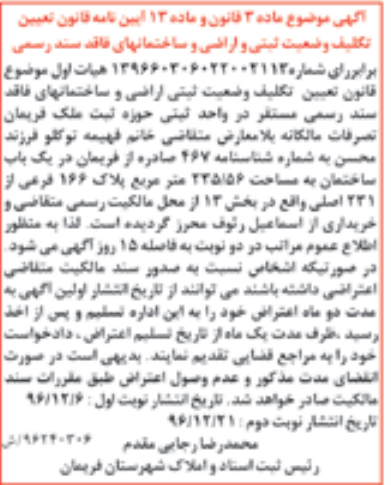 آگهی موضوع ماده ۳ قانون و ماده ۱۳ آیین نامه قانون تعیین
تکلیف وضعیت ثبتی و اراضی و ساختمانهای فاقد سند رسمی
برابر رای شماره ۱۳۹۶۶۰۳۰۶۰۲۲۰۰۲۱۱۳ هیات اول موضوع
قانون تعیین تکلیف وضعیت ثبتی اراضی و ساختمانهای فاقد
سند رسمی مستقر در واحد ثبتی حوزه ثبت ملک فریمان
تصرفات مالکانه بلامعارض متقاضی خانم فهیمه توکلو فرزند
محسن به شماره شناسنامه ۴۶۷ صادره از فریمان در یک باب
ساختمان به مساحت ۲۳۵/۵۶ متر مربع پلاک ۱۶۶ فرعی از
۲۳۱ اصلی واقع در بخش ۱۳ از محل مالکیت رسمی متقاضی و
خریداری از اسماعیل رئوف محرز گردیده است. لذا به منظور
اطلاع عموم مراتب در دو نوبت به فاصله ۱۵ روز آگهی می شود.
در صورتیکه اشخاص نسبت به صدور سند مالکیت متقاضی
اعتراضی داشته باشند می توانند از تاریخ انتشار اولین آگهی به
مدت دو ماه اعتراض خود را به این اداره تسلیم و پس از اخذ
رسید ،ظرف مدت یک ماه از تاریخ تسلیم اعتراض ، دادخواست
خود را به مراجع قضایی تقدیم نمایند. بدیهی است در صورت
انقضای مدت مذکور و عدم وصول اعتراض طبق مقررات سند
مالکیت صادر خواهد شد. تاریخ انتشار نوبت اول : ۹۶/۱۲/۶
تاریخ انتشار نوبت دوم : ۹۶/۱۲/۲۱
محمدرضا رجایی مقدم ۹۶۲۴۰۳۰۶/ش
رئیس ثبت اسناد و املاک شهرستان فریمان